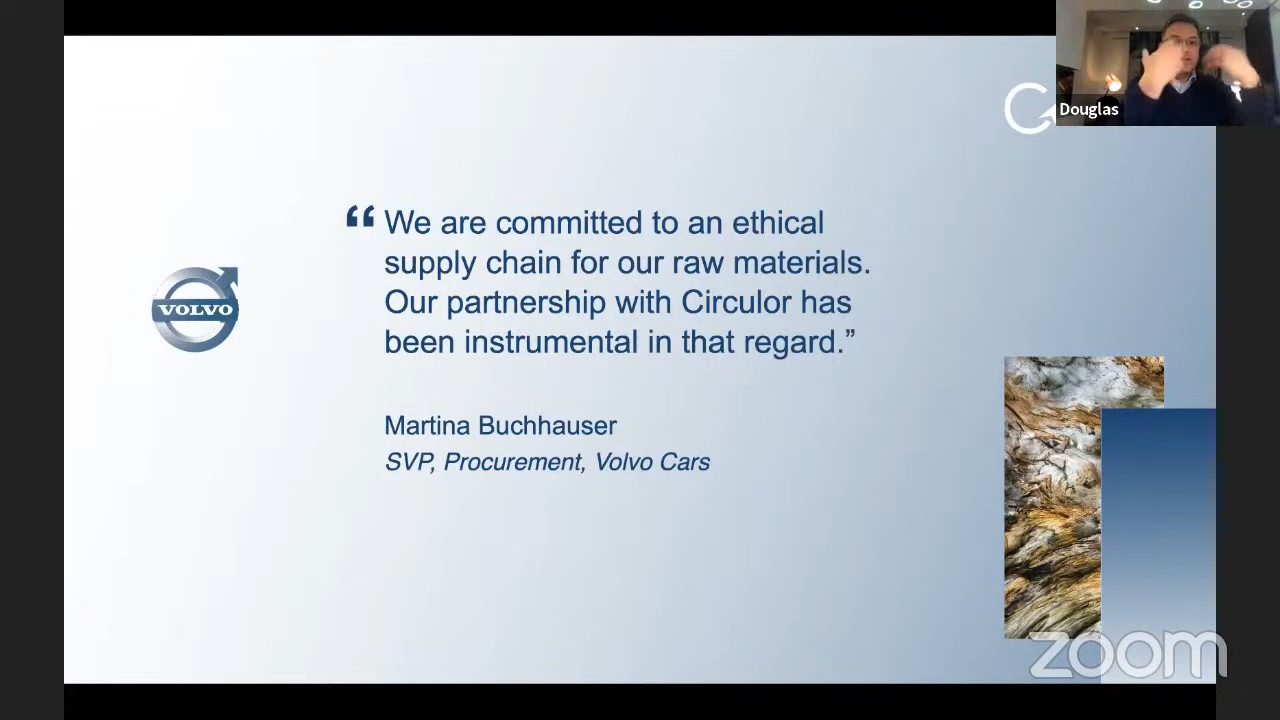 Douglas
“We are committed to an ethical
supply chain for our raw materials.
Our partnership with Circulor has
been instrumental in that regard.”
VOLVO
Martina Buchhauser
SVP, Procurement, Volvo Cars
zoom